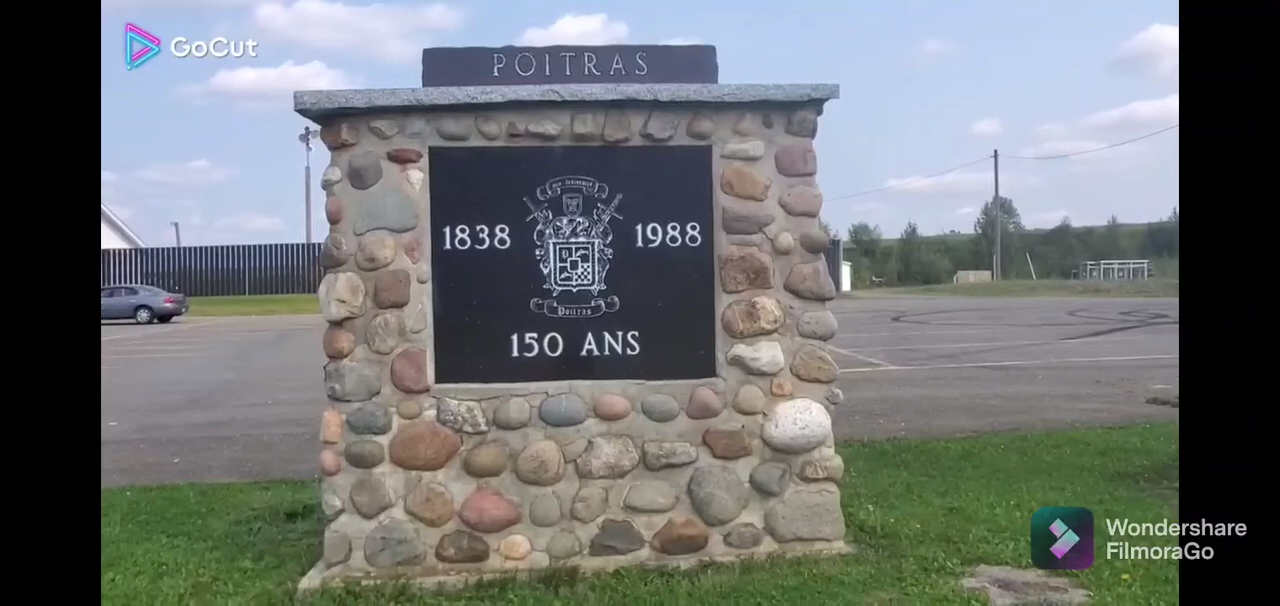 GoCut
POITRAS
1838
1988
Poitras
150 ANS
Wondershare
FilmoraGo